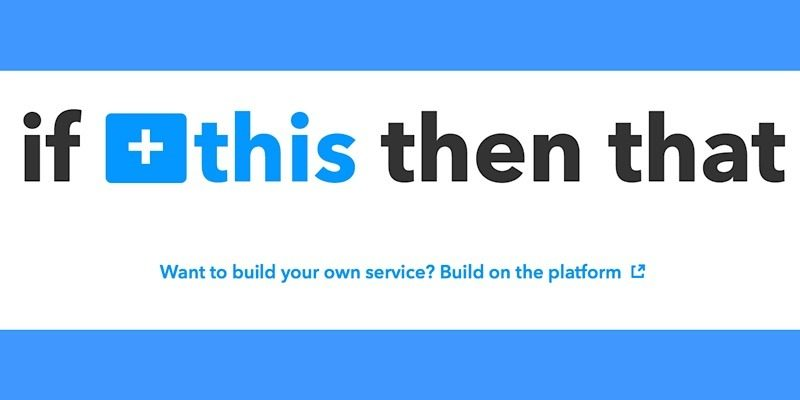 if +this then that
Want to build your own service? Build on the platform